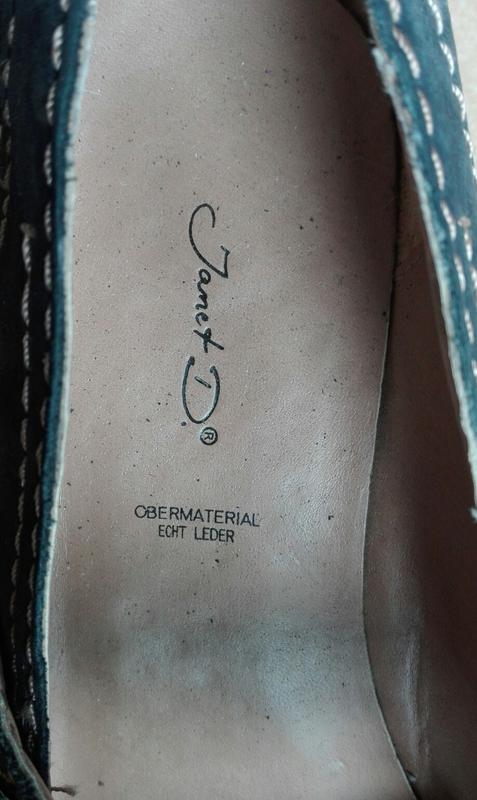 Janet D.®
OBERMATERIAL
ECHT LEDER